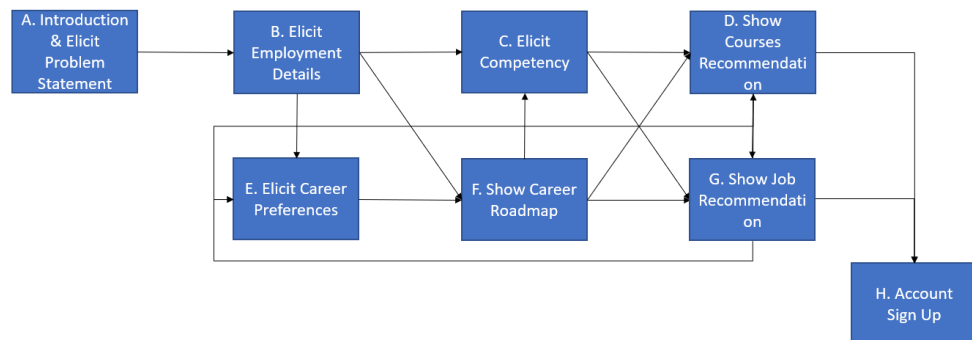 A. Introduction
& Elicit
Problem
Statement
B. Elicit
Employment
Details
C. Elicit
Competency
D. Show
Courses
Recommendati
on
E. Elicit Career
Preferences
F. Show Career
Roadmap
G. Show Job
Recommendati
on
H. Account
Sign Up